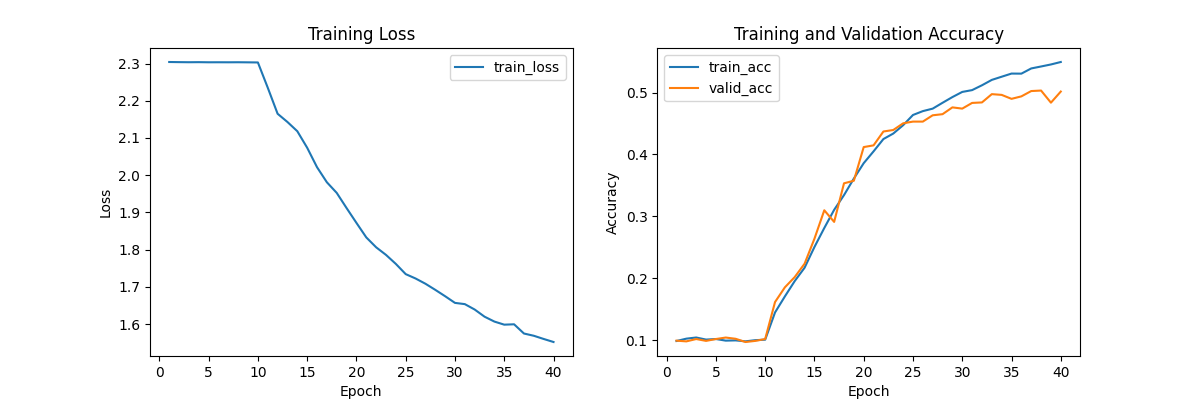 Training Loss
train_loss
2.3
2.2
2.1
2.0
1.9
1.8
1.7
1.6
Loss
0 5 10 15 20 25 30 35 40
Epoch
Training and Validation Accuracy
train_acc
valid_acc
0.5
0.4
0.3
0.2
0.1
Accuracy
0 5 10 15 20 25 30 35 40
Epoch